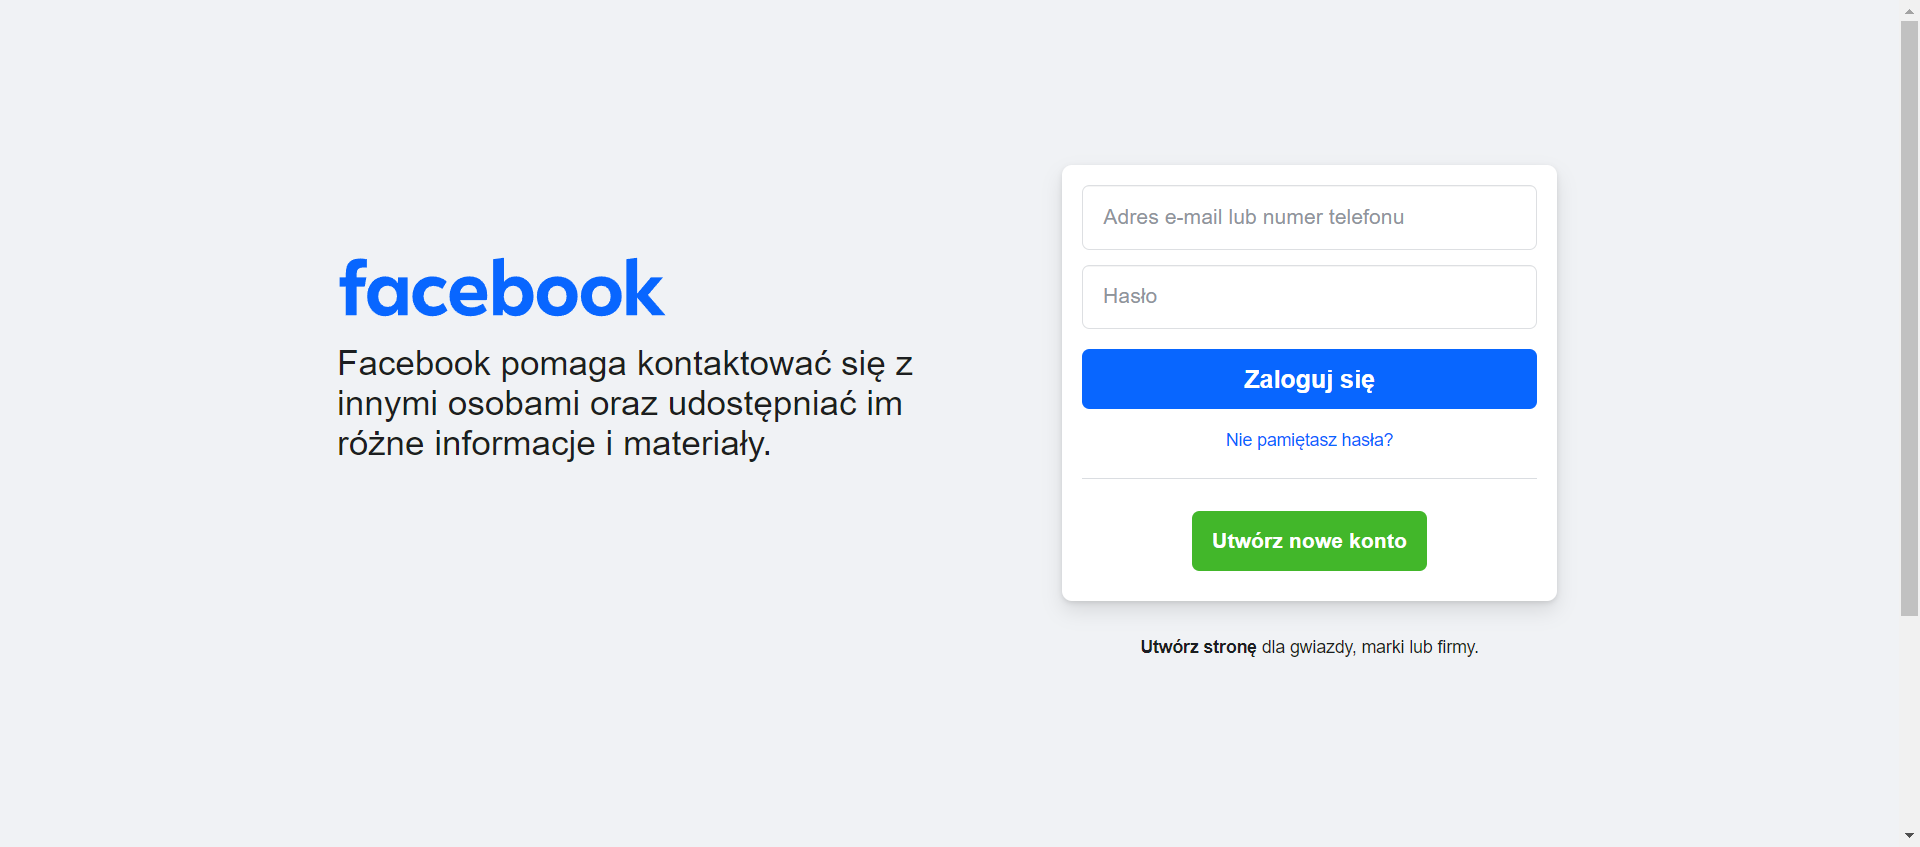 facebook
Facebook pomaga kontaktować się z
innymi osobami oraz udostępniać im
różne informacje i materiały.
Adres e-mail lub numer telefonu
Hasło
Zaloguj się
Nie pamiętasz hasła?
Utwórz nowe konto
Utwórz stronę dla gwiazdy, marki lub firmy.